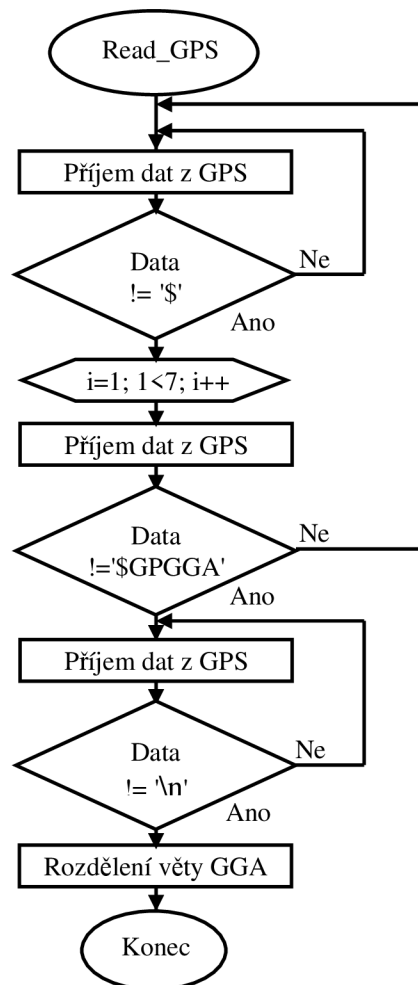 Read_GPS
Příjem dat z GPS
Data
!= '$'
Ne
Ano
i=1; 1<7; i++
Příjem dat z GPS
Data
!='$GPGGA'
Ne
Ano
Příjem dat z GPS
Data
!= '\n'
Ne
Ano
Rozdělení věty GGA
Konec